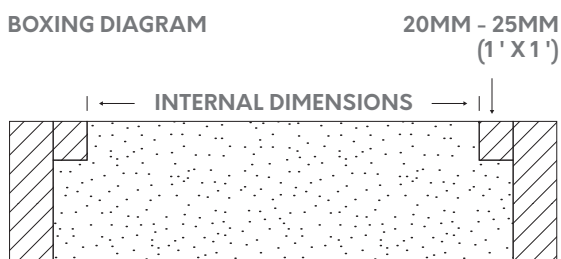 BOXING DIAGRAM
20MM - 25MM
(1 ' X 1 ')
INTERNAL DIMENSIONS